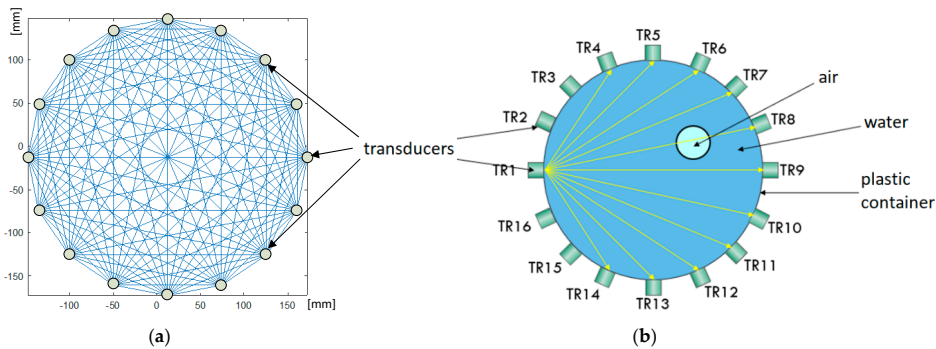 [mm]
100
50
0
-50
-100
-150
-100
-50
0
50
100
150
[mm]
transducers
(a)
TR1
TR2
TR3
TR4
TR5
TR6
TR7
TR8
TR9
TR10
TR11
TR12
TR13
TR14
TR15
TR16
air
water
plastic
container
(b)